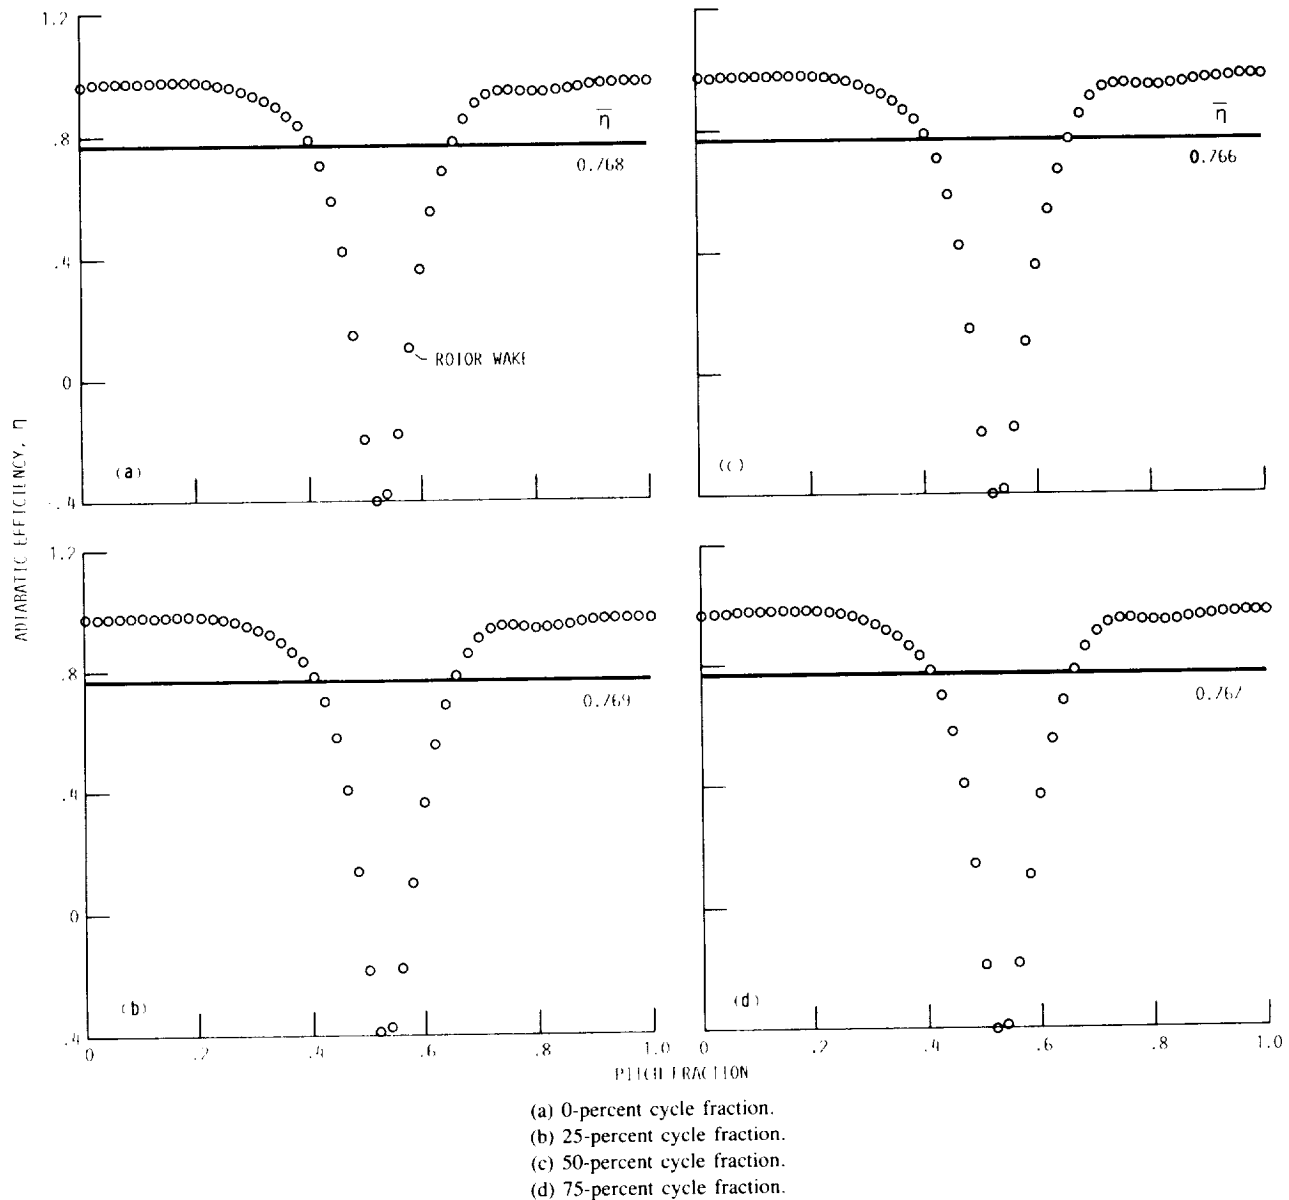 1.2
.8
.4
0
-.4
η̄
0.768
ROTOR WAKE
(a)
η̄
0.766
(c)
ADIABATIC EFFICIENCY, η
1.2
.8
.4
0
.4
0.769
(b)
0.767
(d)
0 .2 .4 .6 .8 1.0
0 .2 .4 .6 .8 1.0
PITCH FRACTION
(a) 0-percent cycle fraction.
(b) 25-percent cycle fraction.
(c) 50-percent cycle fraction.
(d) 75-percent cycle fraction.